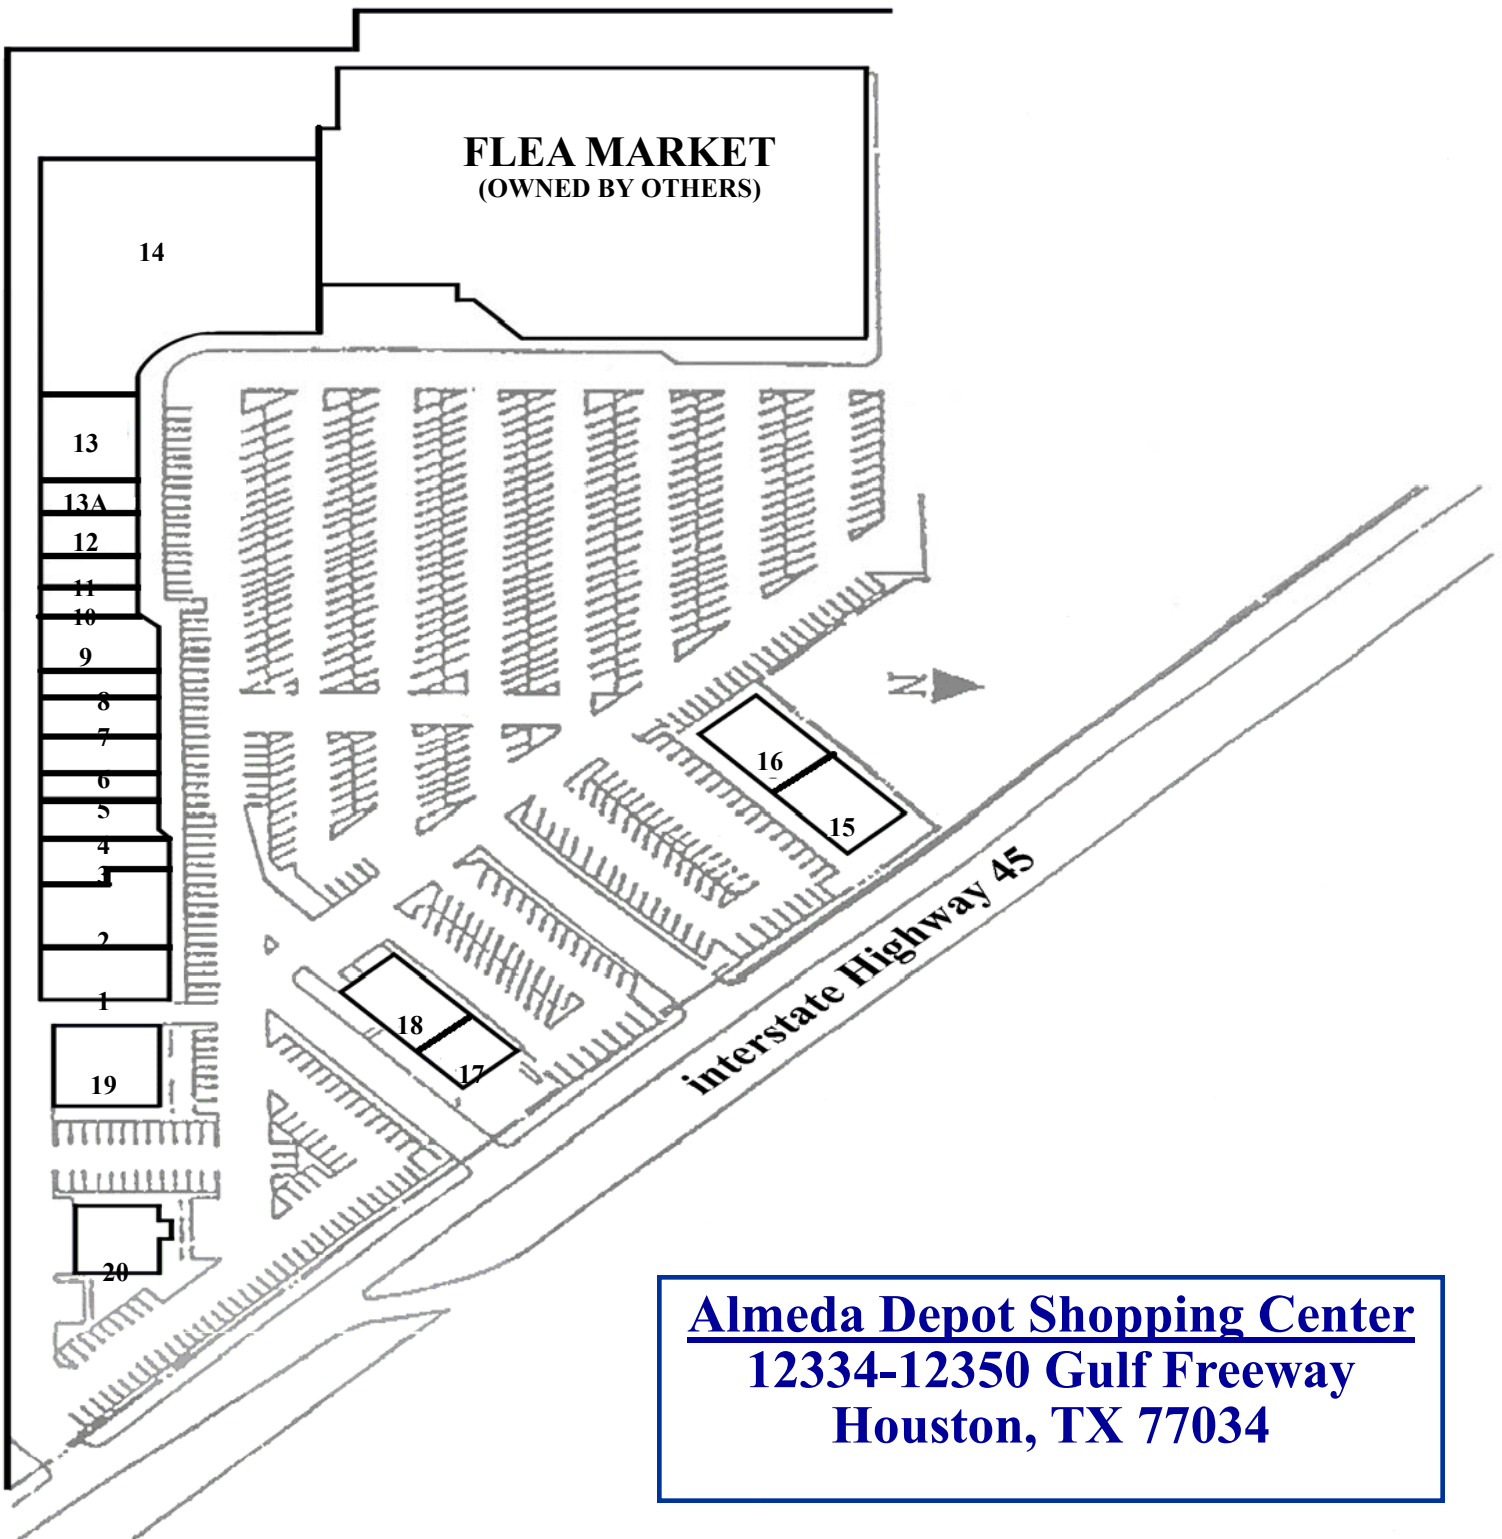 FLEA MARKET
(OWNED BY OTHERS)
14
13
13A
12
11
10
9
8
7
6
5
4
3
2
1
N
16
15
interstate Highway 45
18
17
19
20
Almeda Depot Shopping Center
12334-12350 Gulf Freeway
Houston, TX 77034